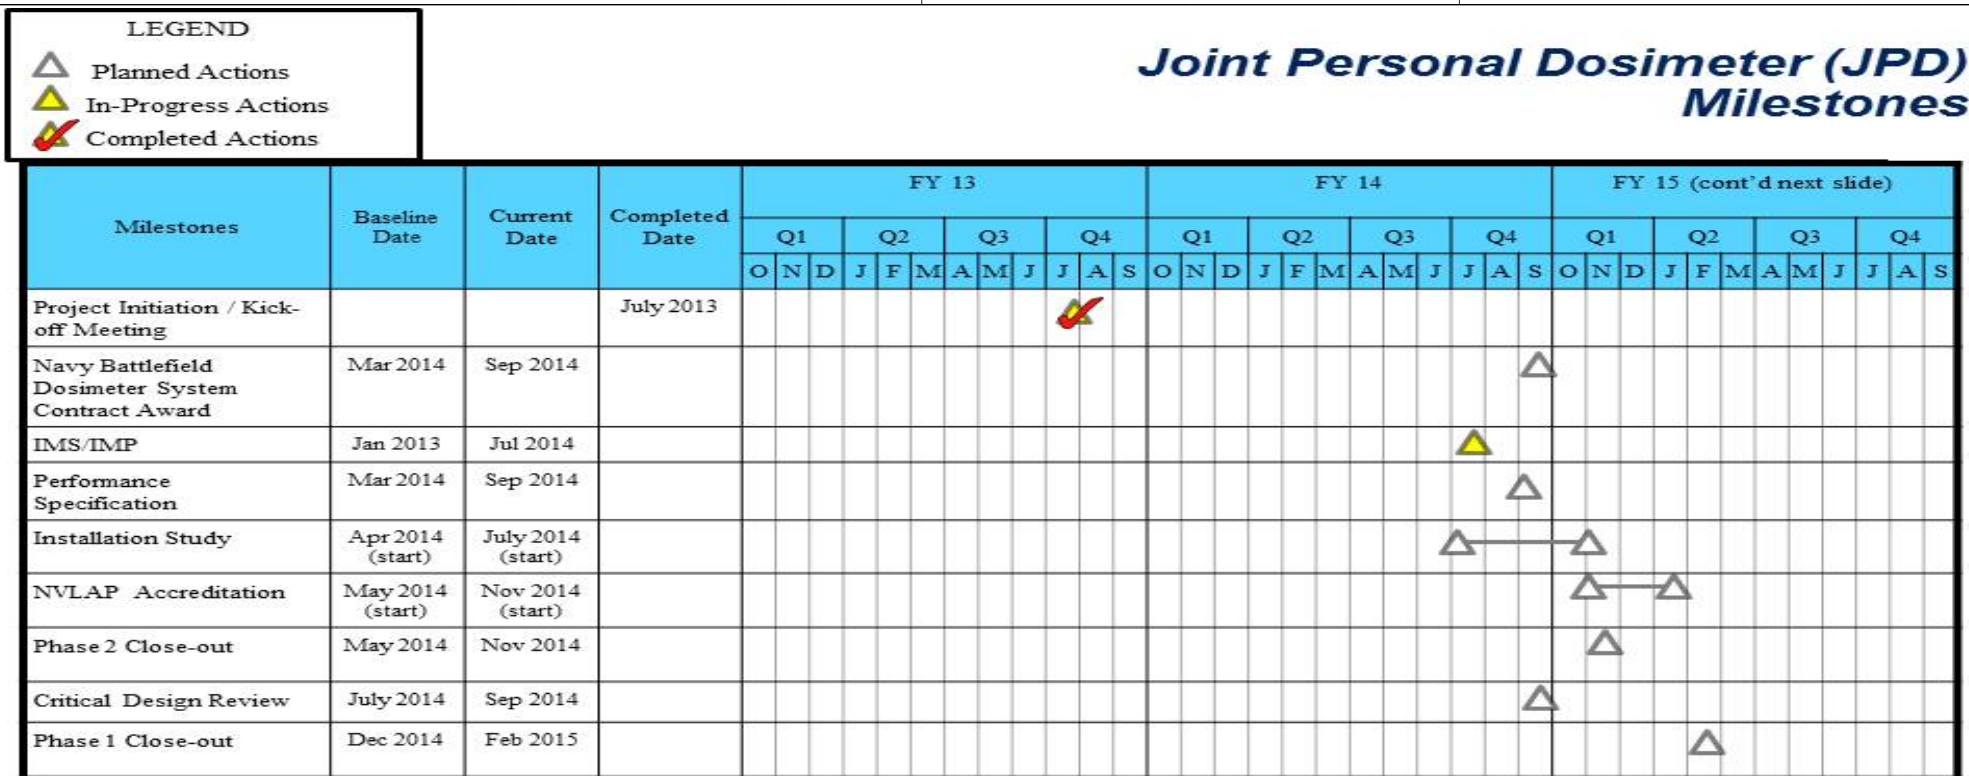 LEGEND
Planned Actions
In-Progress Actions
Completed Actions
Joint Personal Dosimeter (JPD)
Milestones
Milestones
Baseline
Date
Current
Date
Completed
Date
FY 13
FY 14
FY 15 (cont'd next slide)
Q1 Q2 Q3 Q4 Q1 Q2 Q3 Q4 Q1 Q2 Q3 Q4
O N D J F M A M J J A S O N D J F M A M J J A S O N D J F M A M J J A S
Project Initiation / Kick-
off Meeting
July 2013
Navy Battlefield
Dosimeter System
Contract Award
Mar 2014
Sep 2014
IMS/IMP
Jan 2013
Jul 2014
Performance
Specification
Mar 2014
Sep 2014
Installation Study
Apr 2014
(start)
July 2014
(start)
NVLAP Accreditation
May 2014
(start)
Nov 2014
(start)
Phase 2 Close-out
May 2014
Nov 2014
Critical Design Review
July 2014
Sep 2014
Phase 1 Close-out
Dec 2014
Feb 2015